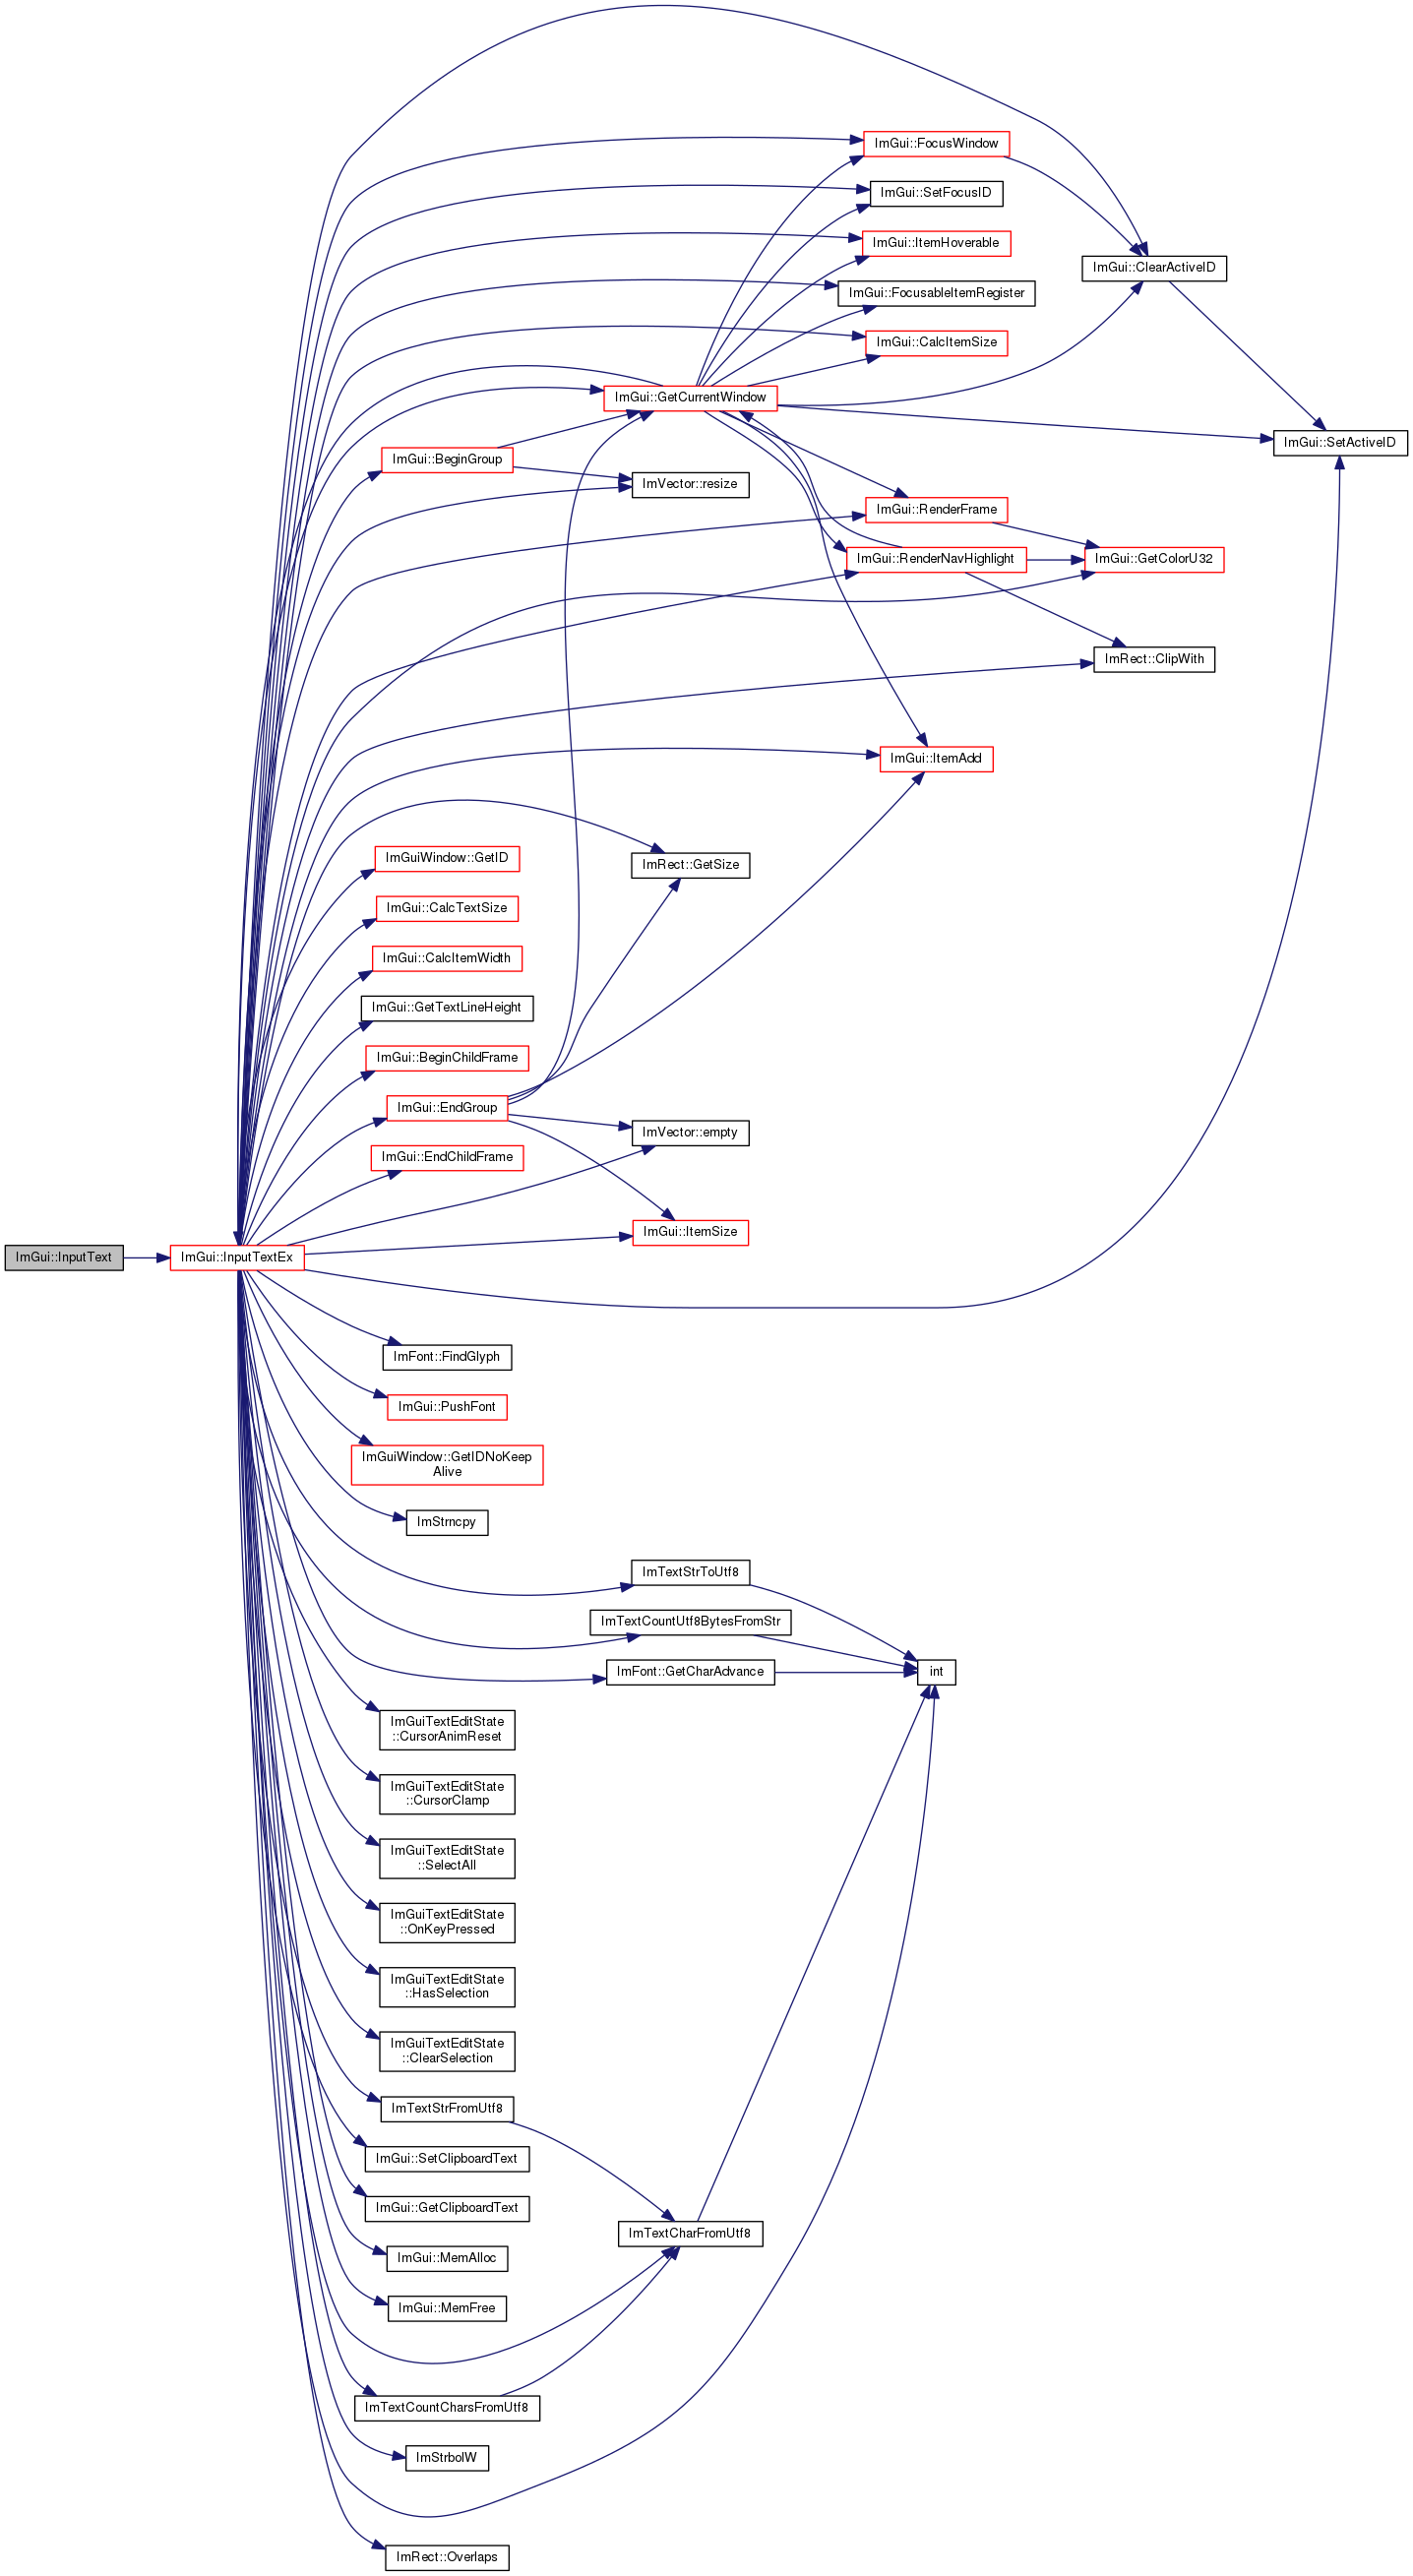 ImGui::FocusWindow
ImGui::SetFocusID
ImGui::ItemHoverable
ImGui::ClearActiveID
ImGui::FocusableItemRegister
ImGui::CalcItemSize
ImGui::GetCurrentWindow
ImGui::SetActiveID
ImGui::BeginGroup
ImVector::resize
ImGui::RenderFrame
ImGui::RenderNavHighlight
ImGui::GetColorU32
ImRect::ClipWith
ImGui::ItemAdd
ImGuiWindow::GetID
ImRect::GetSize
ImGui::CalcTextSize
ImGui::CalcItemWidth
ImGui::GetTextLineHeight
ImGui::BeginChildFrame
ImGui::EndGroup
ImVector::empty
ImGui::EndChildFrame
ImGui::ItemSize
ImGui::InputText
ImGui::InputTextEx
ImFont::FindGlyph
ImGui::PushFont
ImGuiWindow::GetIDNoKeep
Alive
ImStrncpy
ImTextStrToUtf8
ImTextCountUtf8BytesFromStr
ImFont::GetCharAdvance
int
ImGuiTextEditState
::CursorAnimReset
ImGuiTextEditState
::CursorClamp
ImGuiTextEditState
::SelectAll
ImGuiTextEditState
::OnKeyPressed
ImGuiTextEditState
::HasSelection
ImGuiTextEditState
::ClearSelection
ImTextStrFromUtf8
ImGui::SetClipboardText
ImGui::GetClipboardText
ImTextCharFromUtf8
ImGui::MemAlloc
ImGui::MemFree
ImTextCountCharsFromUtf8
ImStrbolW
ImRect::Overlaps